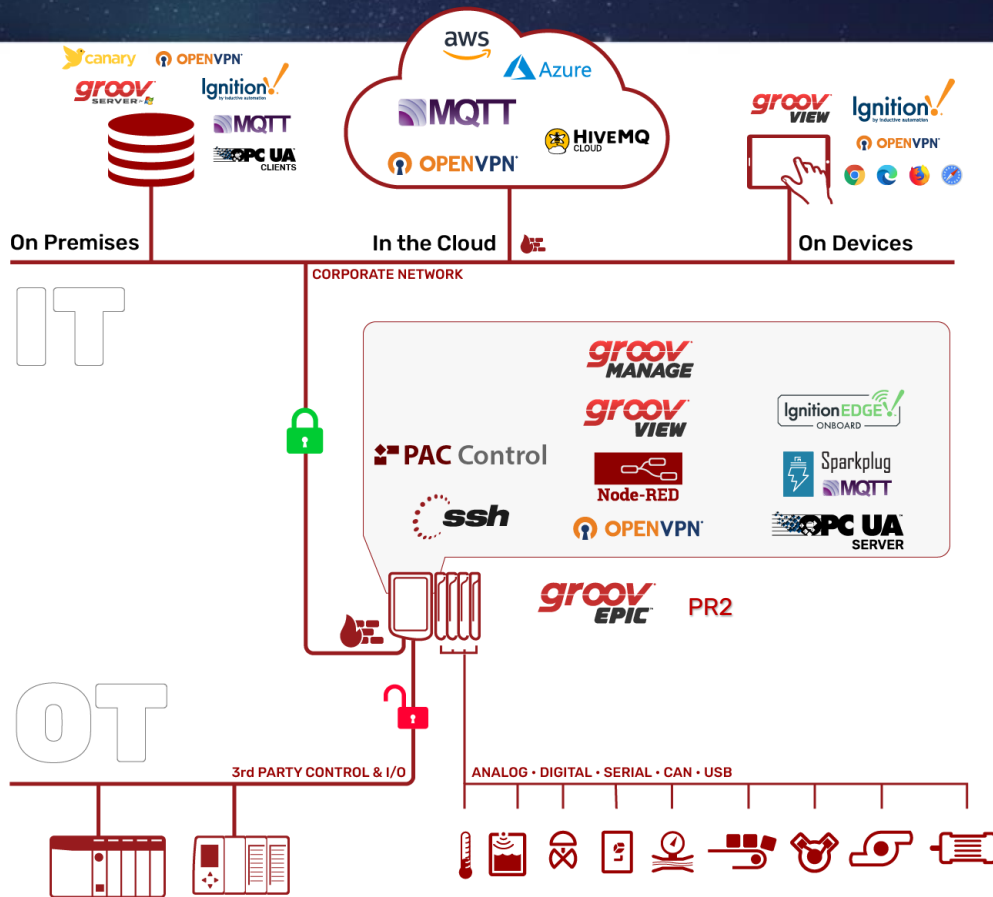 canary
OPENVPN
groov
SERVER
Ignition!
by inductive automation
MQTT
OPC UA
CLIENTS
aws
Azure
MQTT
HIVEMQ
CLOUD
OPENVPN
groov
VIEW
Ignition!
by inductive automation
OPENVPN
On Premises
In the Cloud
On Devices
CORPORATE NETWORK
IT
groov
MANAGE
groov
VIEW
Ignition EDGE!
ONBOARD
PAC Control
Node-RED
Sparkplug
MQTT
ssh
OPENVPN
OPC UA
SERVER
groov
EPIC
PR2
OT
3rd PARTY CONTROL & I/O
ANALOG · DIGITAL · SERIAL · CAN · USB